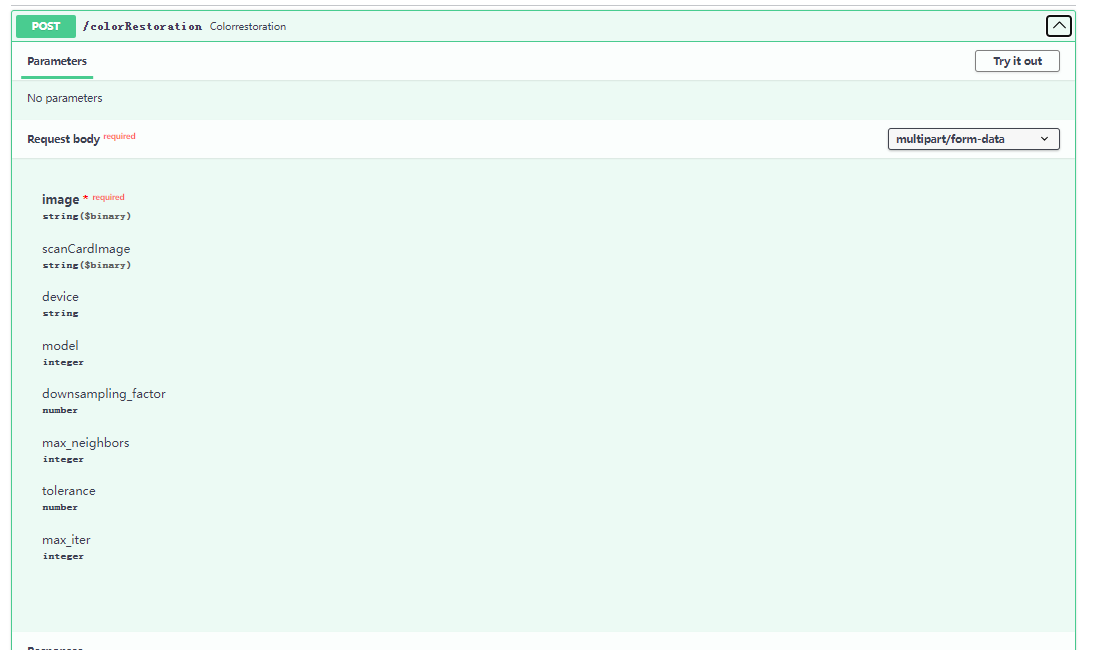 POST /colorRestoration Colorrestoration
Parameters
Try it out
No parameters
Request body required
multipart/form-data
image * required
string($binary)
scanCardImage
string($binary)
device
string
model
integer
downsampling_factor
number
max_neighbors
integer
tolerance
number
max_iter
integer